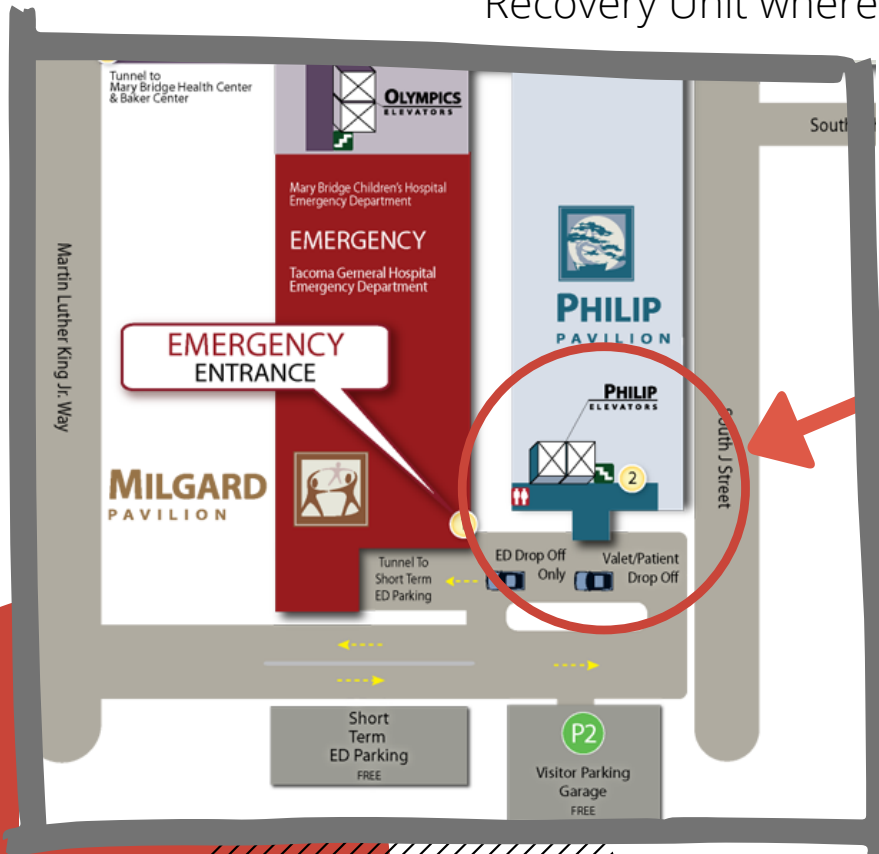 Recovery Unit where
Tunnel to
Mary Bridge Health Center
& Baker Center
OLYMPICS
ELEVATORS
South
Mary Bridge Children's Hospital
Emergency Department
EMERGENCY
Tacoma Gerneral Hospital
Emergency Department
Martin Luther King Jr. Way
PHILIP
PAVILION
EMERGENCY
ENTRANCE
PHILIP
ELEVATORS
South J Street
2
MILGARD
PAVILION
Tunnel To
Short Term
ED Parking
ED Drop Off
Only
Valet/Patient
Drop Off
Short
Term
ED Parking
FREE
P2
Visitor Parking
Garage
FREE